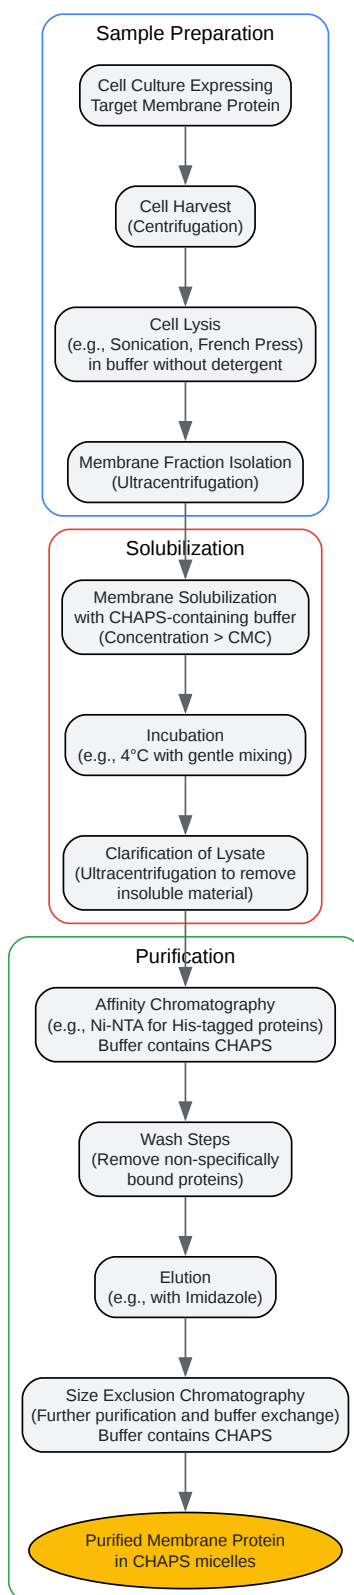 Sample Preparation
Cell Culture Expressing
Target Membrane Protein
Cell Harvest
(Centrifugation)
Cell Lysis
(e.g., Sonication, French Press)
in buffer without detergent
Membrane Fraction Isolation
(Ultracentrifugation)
Solubilization
Membrane Solubilization
with CHAPS-containing buffer
(Concentration > CMC)
Incubation
(e.g., 4°C with gentle mixing)
Clarification of Lysate
(Ultracentrifugation to remove
insoluble material)
Purification
Affinity Chromatography
(e.g., Ni-NTA for His-tagged proteins)
Buffer contains CHAPS
Wash Steps
(Remove non-specifically
bound proteins)
Elution
(e.g., with Imidazole)
Size Exclusion Chromatography
(Further purification and buffer exchange)
Buffer contains CHAPS
Purified Membrane Protein
in CHAPS micelles